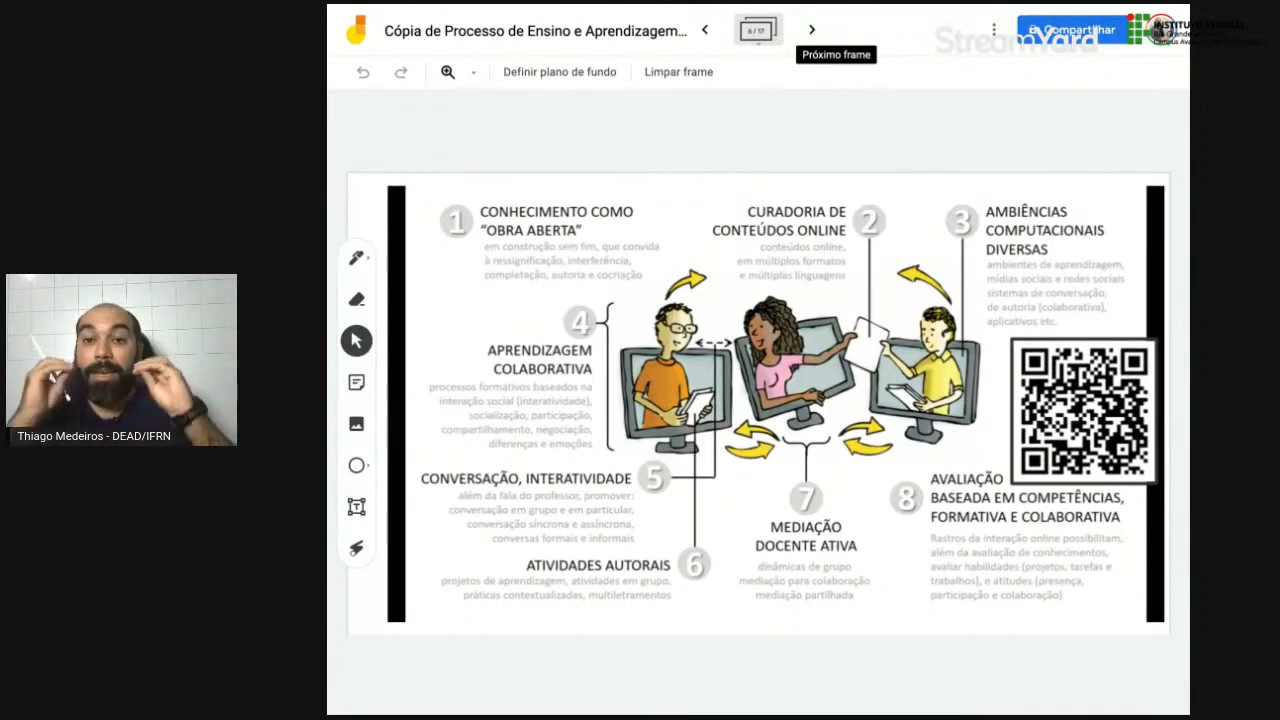 Cópia de Processo de Ensino e Aprendizagem...
6 / 17
Compartilhar
StreamYard
INSTITUTO FEDERAL
Próximo frame
Definir plano de fundo
Limpar frame
1
CONHECIMENTO COMO
“OBRA ABERTA”
em construção sem fim, que convida
à ressignificação, interferência,
completação, autoria e cocriação
CURADORIA DE
CONTEÚDOS ONLINE
2
conteúdos online,
em múltiplos formatos
e múltiplas linguagens
3
AMBIÊNCIAS
COMPUTACIONAIS
DIVERSAS
ambientes de aprendizagem,
mídias sociais e redes sociais
sistemas de conversação,
de autoria (colaborativa),
aplicativos etc.
4
APRENDIZAGEM
COLABORATIVA
processos formativos baseados na
interação social (interatividade),
socialização, participação,
compartilhamento, negociação,
diferenças e emoções
CONVERSAÇÃO, INTERATIVIDADE
5
além da fala do professor, promover:
conversação em grupo e em particular,
conversação síncrona e assíncrona,
conversas formais e informais
ATIVIDADES AUTORAIS
6
projetos de aprendizagem, atividades em grupo,
práticas contextualizadas, multiletramentos
7
MEDIAÇÃO
DOCENTE ATIVA
dinâmicas de grupo
mediação para colaboração
mediação partilhada
8
AVALIAÇÃO
BASEADA EM COMPETÊNCIAS,
FORMATIVA E COLABORATIVA
Rastros da interação online possibilitam,
além da avaliação de conhecimentos,
avaliar habilidades (projetos, tarefas e
trabalhos), e atitudes (presença,
participação e colaboração)
Thiago Medeiros - DEAD/IFRN